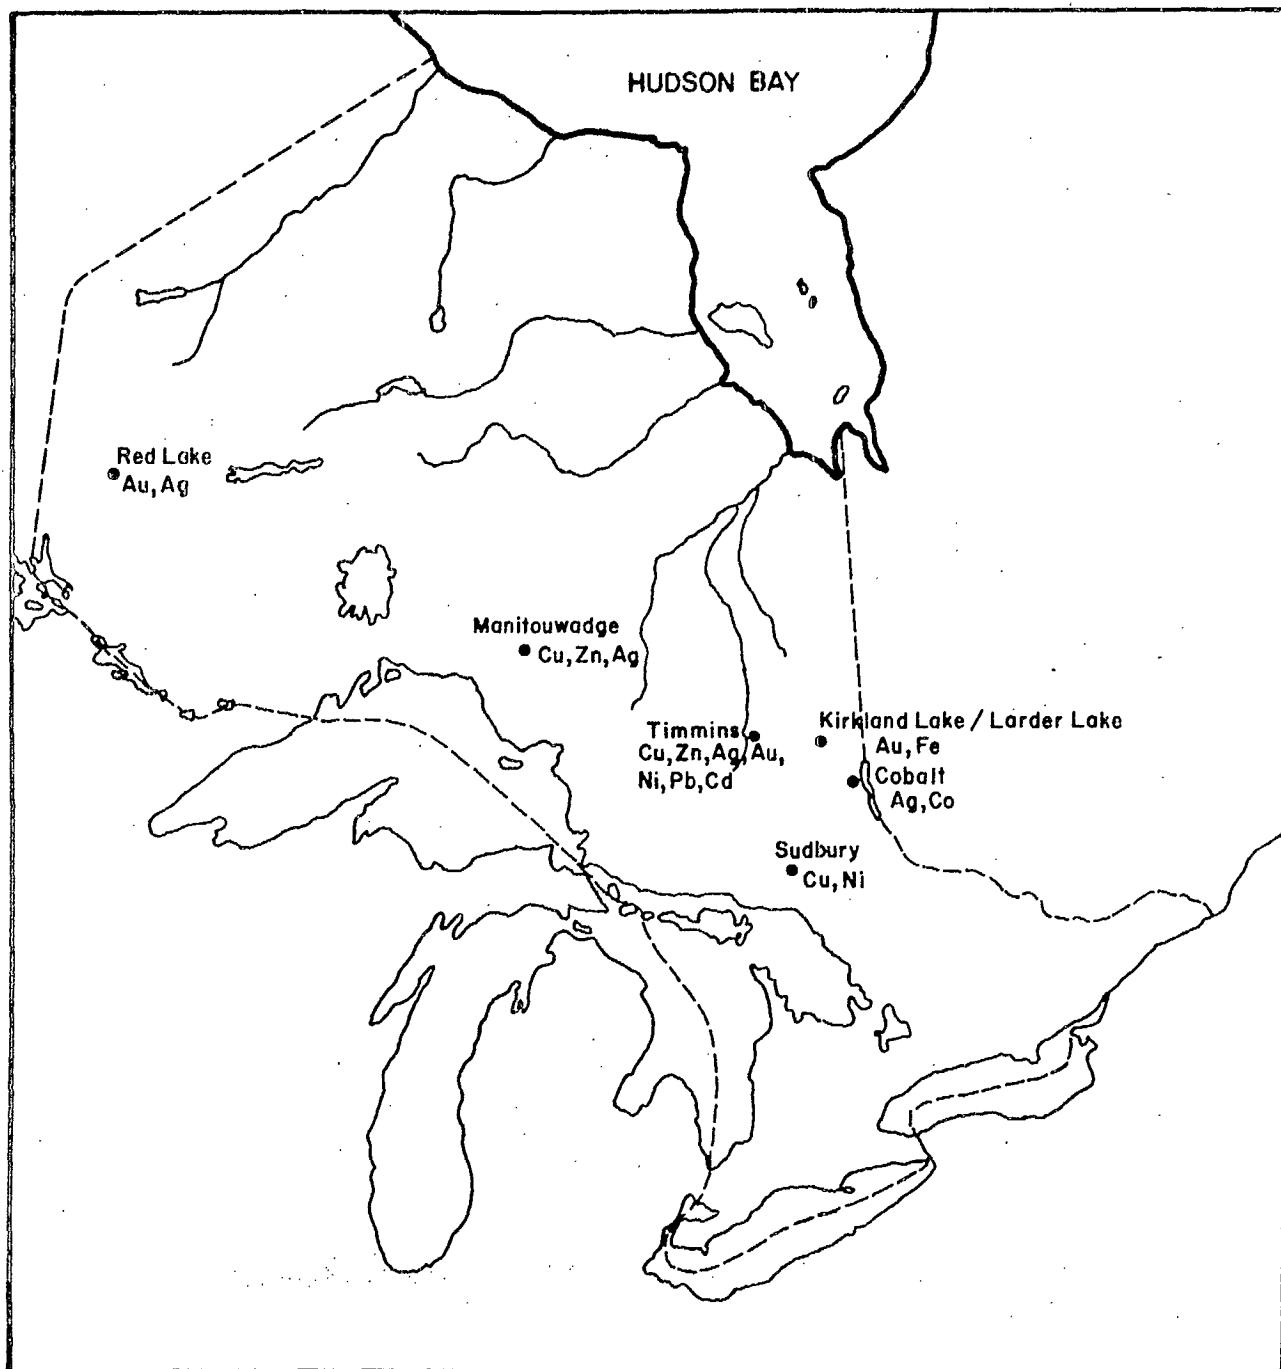 HUDSON BAY
Red Lake
Au, Ag
Manitouwadge
Cu, Zn, Ag
Timmins
Cu, Zn, Ag, Au,
Ni, Pb, Cd
Kirkland Lake / Larder Lake
Au, Fe
Cobalt
Ag, Co
Sudbury
Cu, Ni